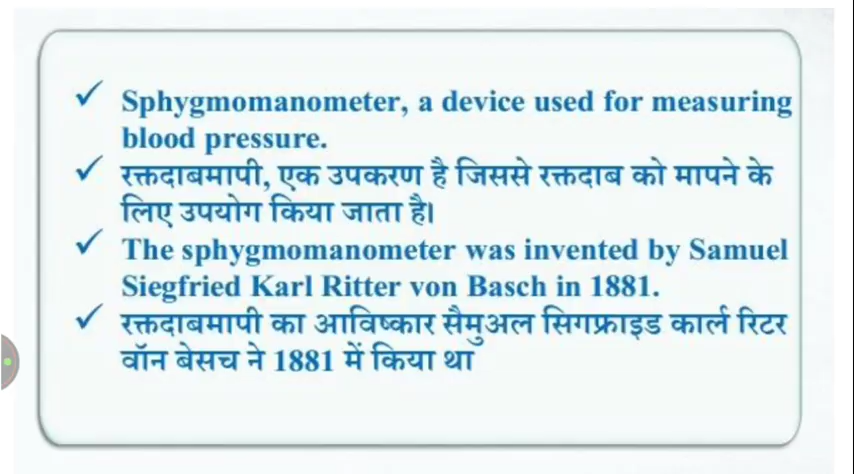 ✓ Sphygmomanometer, a device used for measuring
blood pressure.
✓ रक्तदाबमापी, एक उपकरण है जिससे रक्तदाब को मापने के
लिए उपयोग किया जाता है।
✓ The sphygmomanometer was invented by Samuel
Siegfried Karl Ritter von Basch in 1881.
✓ रक्तदाबमापी का आविष्कार सैमुअल सिगफ्राइड कार्ल रिटर
वॉन बेसच ने 1881 में किया था